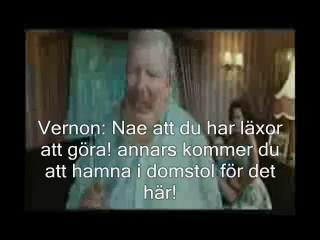 Vernon: Nae att du har läxor
att göra! annars kommer du
att hamna i domstol för det
här!